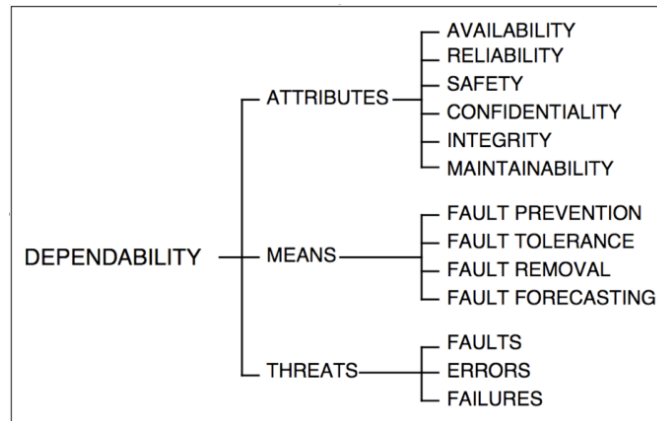 AVAILABILITY
RELIABILITY
SAFETY
ATTRIBUTES
CONFIDENTIALITY
INTEGRITY
MAINTAINABILITY
FAULT PREVENTION
FAULT TOLERANCE
DEPENDABILITY
MEANS
FAULT REMOVAL
FAULT FORECASTING
FAULTS
THREATS
ERRORS
FAILURES